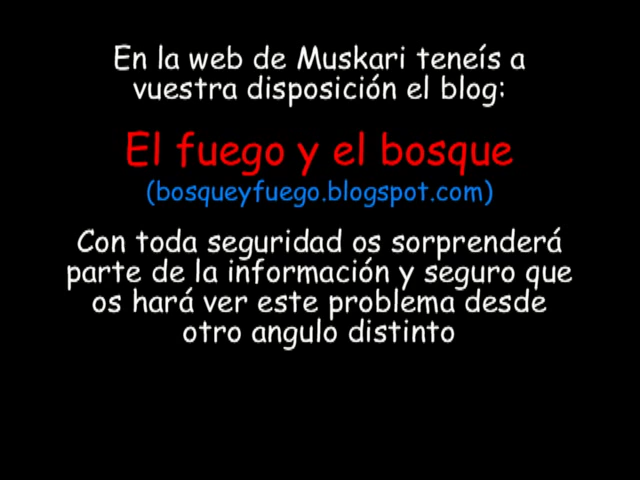 En la web de Muskari teneís a
vuestra disposición el blog:
El fuego y el bosque
(bosqueyfuego.blogspot.com)
Con toda seguridad os sorprenderá
parte de la información y seguro que
os hará ver este problema desde
otro angulo distinto